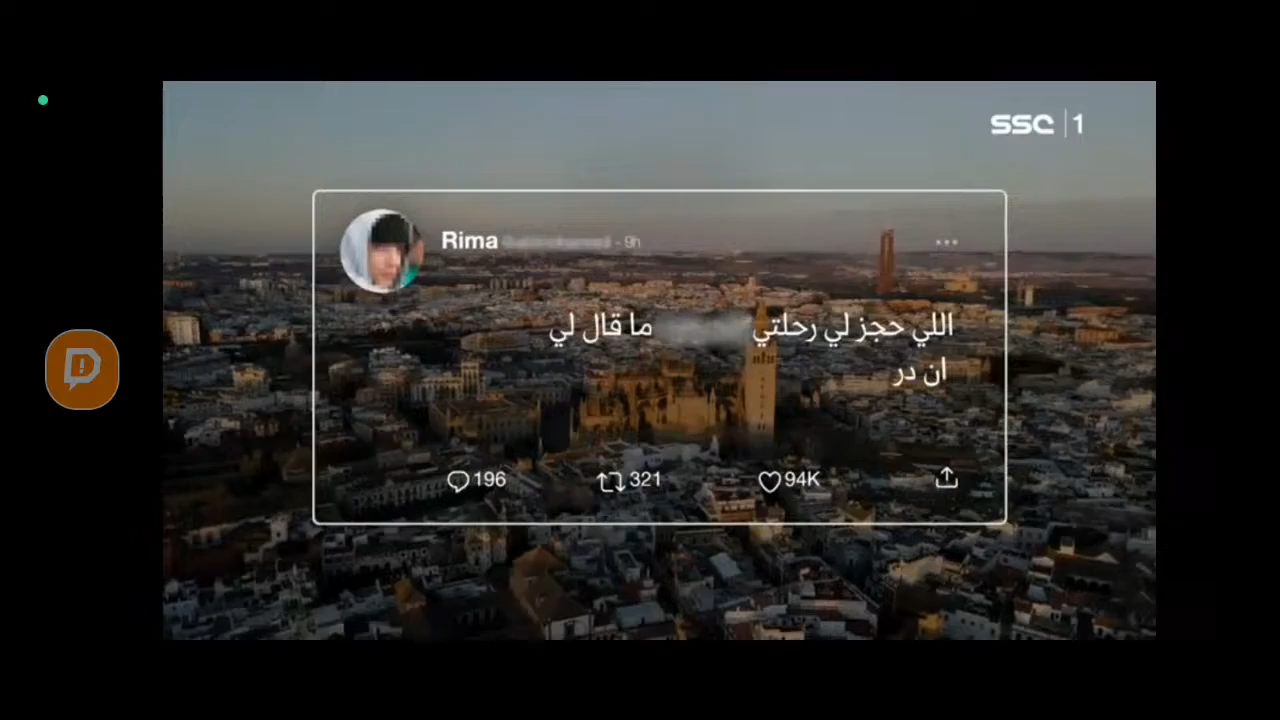 SSC | 1
Rima - 9h
اللي حجز لي رحلتي ما قال لي
ان در
196 321 94K